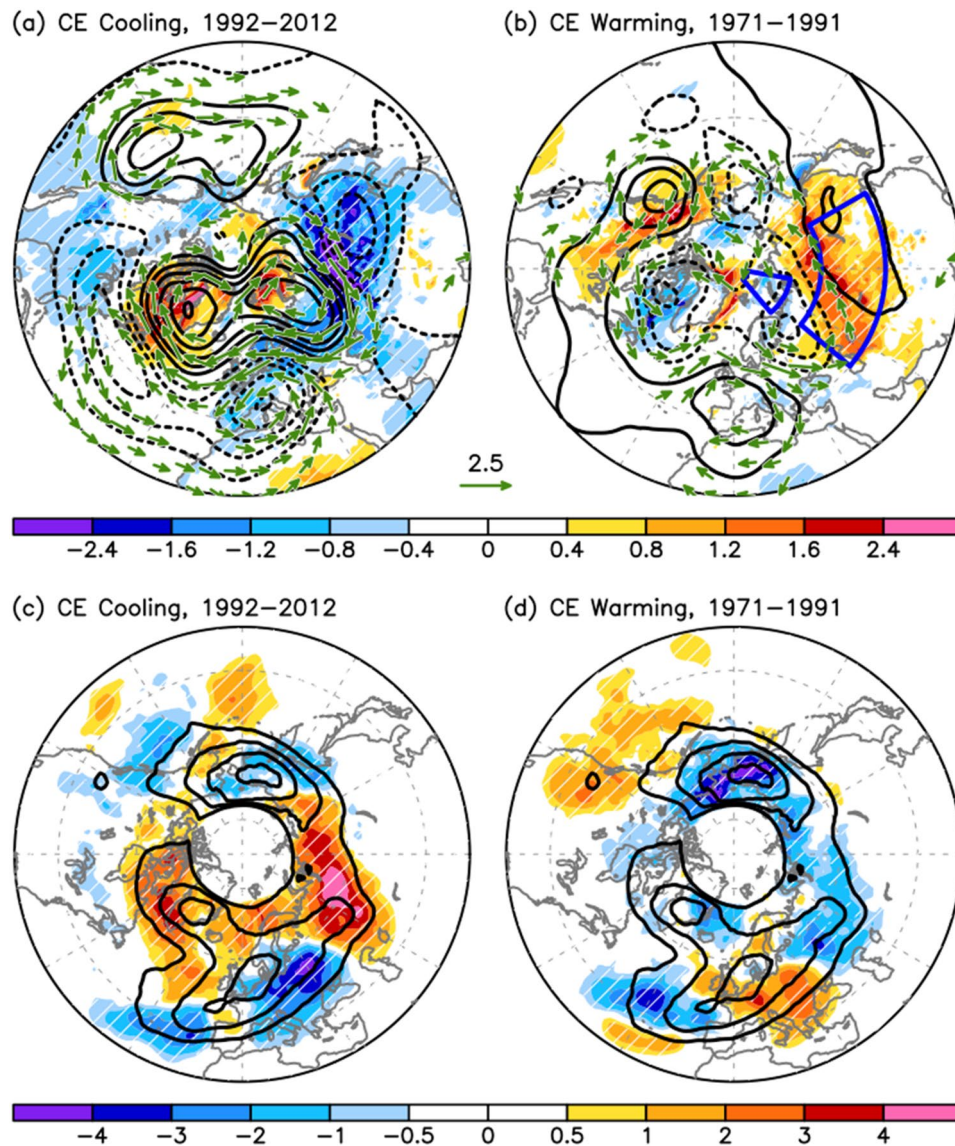 (a) CE Cooling, 1992−2012
(b) CE Warming, 1971−1991
2.5
−2.4 −1.6 −1.2 −0.8 −0.4 0 0.4 0.8 1.2 1.6 2.4
(c) CE Cooling, 1992−2012
(d) CE Warming, 1971−1991
−4 −3 −2 −1 −0.5 0 0.5 1 2 3 4